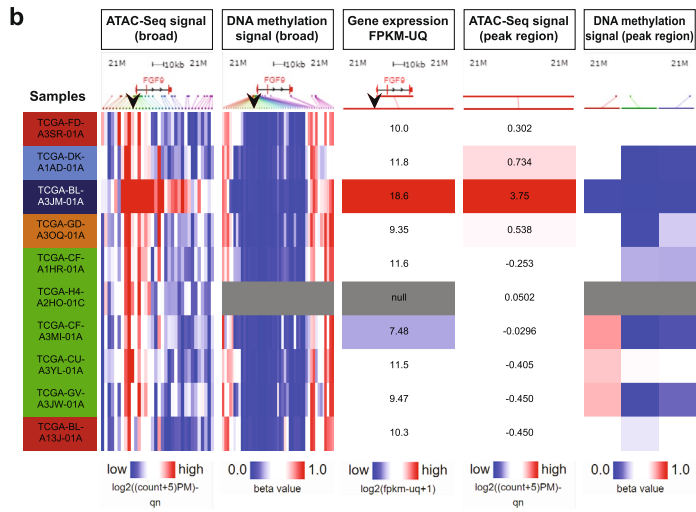 b
ATAC-Seq signal
(broad)
DNA methylation
signal (broad)
Gene expression
FPKM-UQ
ATAC-Seq signal
(peak region)
DNA methylation
signal (peak region)
21M 10kb 21M
21M 10kb
10kb
21M 21M
21M
FGF9
FGF9
FGF9
Samples
TCGA-FD-
A3SR-01A
10.0
0.302
TCGA-DK-
A1AD-01A
11.8
0.734
TCGA-BL-
A3JM-01A
18.6
3.75
TCGA-GD-
A3OQ-01A
9.35
0.538
TCGA-CF-
A1HR-01A
11.6
-0.253
TCGA-H4-
A2HO-01C
null
0.0502
TCGA-CF-
A3MI-01A
7.48
-0.0296
TCGA-CU-
A3YL-01A
11.5
-0.405
TCGA-GV-
A3JW-01A
9.47
-0.450
TCGA-BL-
A13J-01A
10.3
-0.450
low high
log2((count+5)PM)-
qn
0.0 1.0
beta value
low high
log2(fpkm-uq+1)
low high
log2((count+5)PM)-
qn
0.0 1.0
beta value